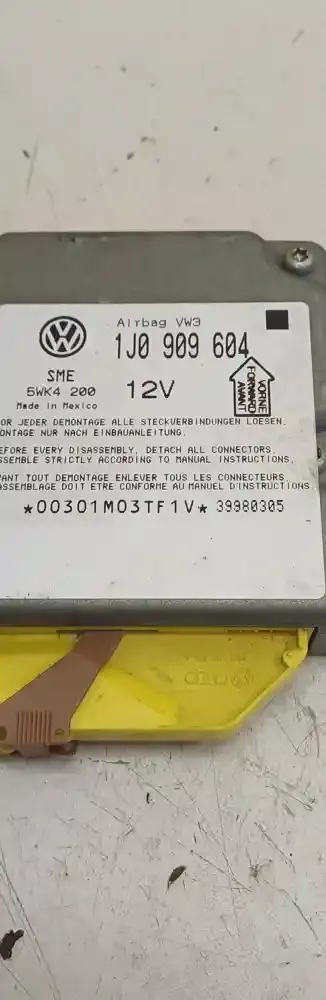 Airbag VW3
1J0 909 604
SME
5WK4 200
12V
Made in Mexico
VORNE
FORWARD
AVANT
OR JEDER DEMONTAGE ALLE STECKVERBINDUNGEN LOESEN.
ONTAGE NUR NACH EINBAUANLEITUNG.
EFORE EVERY DISASSEMBLY, DETACH ALL CONNECTORS.
SSEMBLE STRICTLY ACCORDING TO MANUAL INSTRUCTIONS.
VANT TOUT DEMONTAGE ENLEVER TOUS LES CONNECTEURS.
ASSEMBLAGE DOIT ETRE CONFORME AU MANUEL D'INSTRUCTIONS
*00301M03TF1V* 39980305